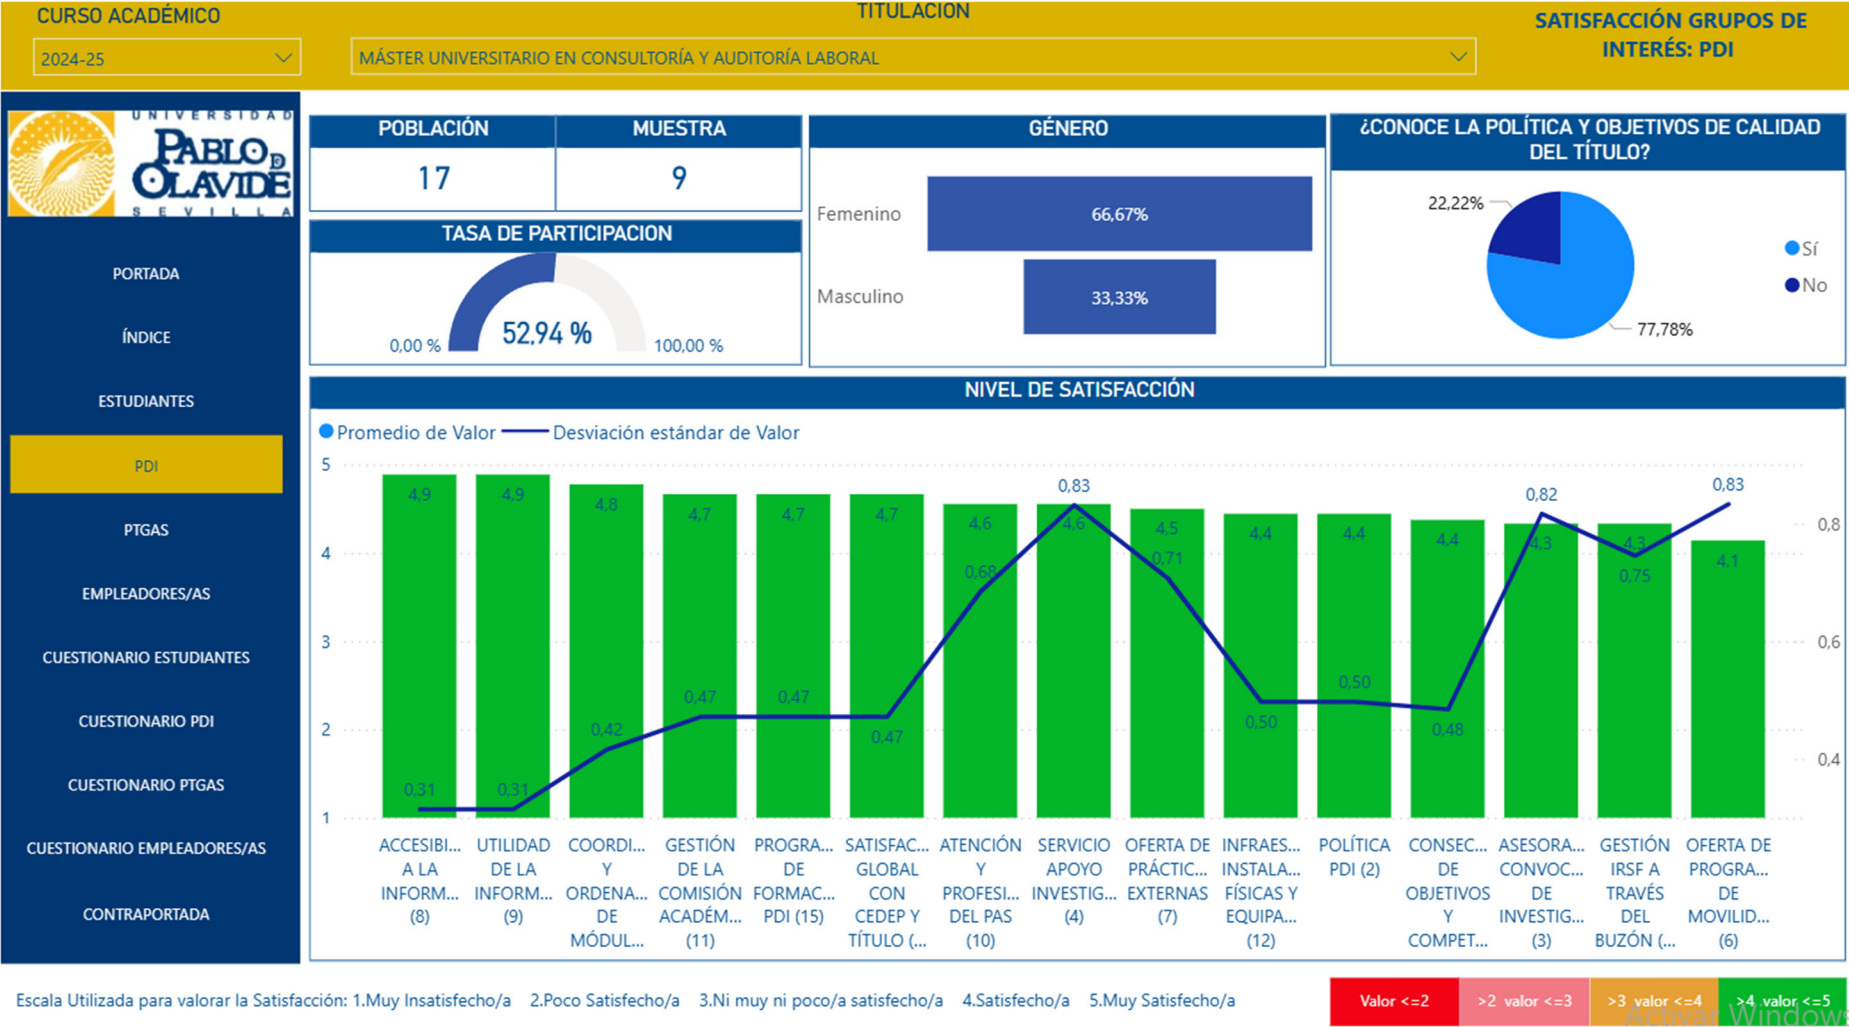 CURSO ACADÉMICO
TITULACIÓN
SATISFACCIÓN GRUPOS DE
INTERÉS: PDI
2024-25
MÁSTER UNIVERSITARIO EN CONSULTORÍA Y AUDITORÍA LABORAL
UNIVERSIDAD
PABLO DE
OLAVIDE
SEVILLA
PORTADA
ÍNDICE
ESTUDIANTES
PDI
PTGAS
EMPLEADORES/AS
CUESTIONARIO ESTUDIANTES
CUESTIONARIO PDI
CUESTIONARIO PTGAS
CUESTIONARIO EMPLEADORES/AS
CONTRAPORTADA
POBLACIÓN
MUESTRA
17
9
TASA DE PARTICIPACION
52,94 %
0,00 %
100,00 %
GÉNERO
Femenino
66,67%
Masculino
33,33%
¿CONOCE LA POLÍTICA Y OBJETIVOS DE CALIDAD
DEL TÍTULO?
22,22%
77,78%
Sí
No
NIVEL DE SATISFACCIÓN
Promedio de Valor
Desviación estándar de Valor
5
4
3
2
1
0,8
0,6
0,4
4,9
4,9
4,8
4,7
4,7
4,7
4,6
4,6
4,5
4,4
4,4
4,4
4,3
4,3
4,1
0,31
0,31
0,42
0,47
0,47
0,47
0,68
0,83
0,71
0,50
0,50
0,48
0,82
0,75
0,83
ACCESIBI...
A LA
INFORM...
(8)
UTILIDAD
DE LA
INFORM...
(9)
COORDI...
Y
ORDENA...
DE
MÓDUL...
GESTIÓN
DE LA
COMISIÓN
ACADÉM...
(11)
PROGRA...
DE
FORMAC...
PDI (15)
SATISFAC...
GLOBAL
CON
CEDEP Y
TÍTULO (...
ATENCIÓN
Y
PROFESI...
DEL PAS
(10)
SERVICIO
APOYO
INVESTIG...
(4)
OFERTA DE
PRÁCTIC...
EXTERNAS
(7)
INFRAES...
INSTALA...
FÍSICAS Y
EQUIPA...
(12)
POLÍTICA
PDI (2)
CONSEC...
DE
OBJETIVOS
Y
COMPET...
ASESORA...
CONVOC...
DE
INVESTIG...
(3)
GESTIÓN
IRSF A
TRAVÉS
DEL
BUZÓN (...
OFERTA DE
PROGRA...
DE
MOVILID...
(6)
Escala Utilizada para valorar la Satisfacción: 1.Muy Insatisfecho/a 2.Poco Satisfecho/a 3.Ni muy ni poco/a satisfecho/a 4.Satisfecho/a 5.Muy Satisfecho/a
Valor <=2
>2 valor <=3
>3 valor <=4
>4 valor <=5
Activar Windows